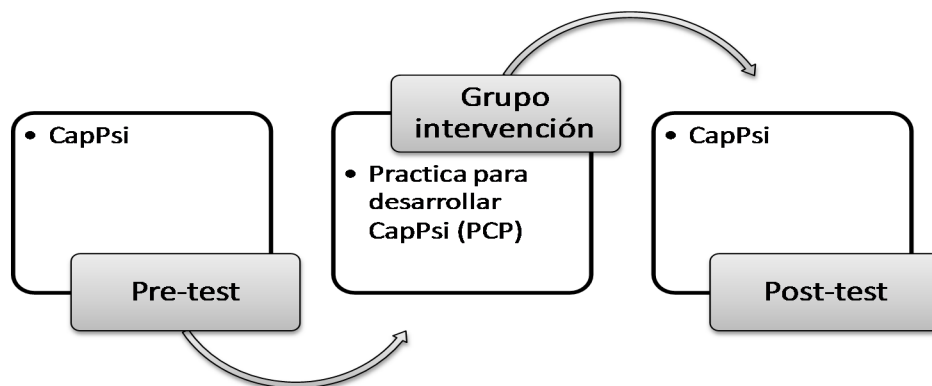 • CapPsi
Pre-test
Grupo
intervención
• Practica para
desarrollar
CapPsi (PCP)
• CapPsi
Post-test